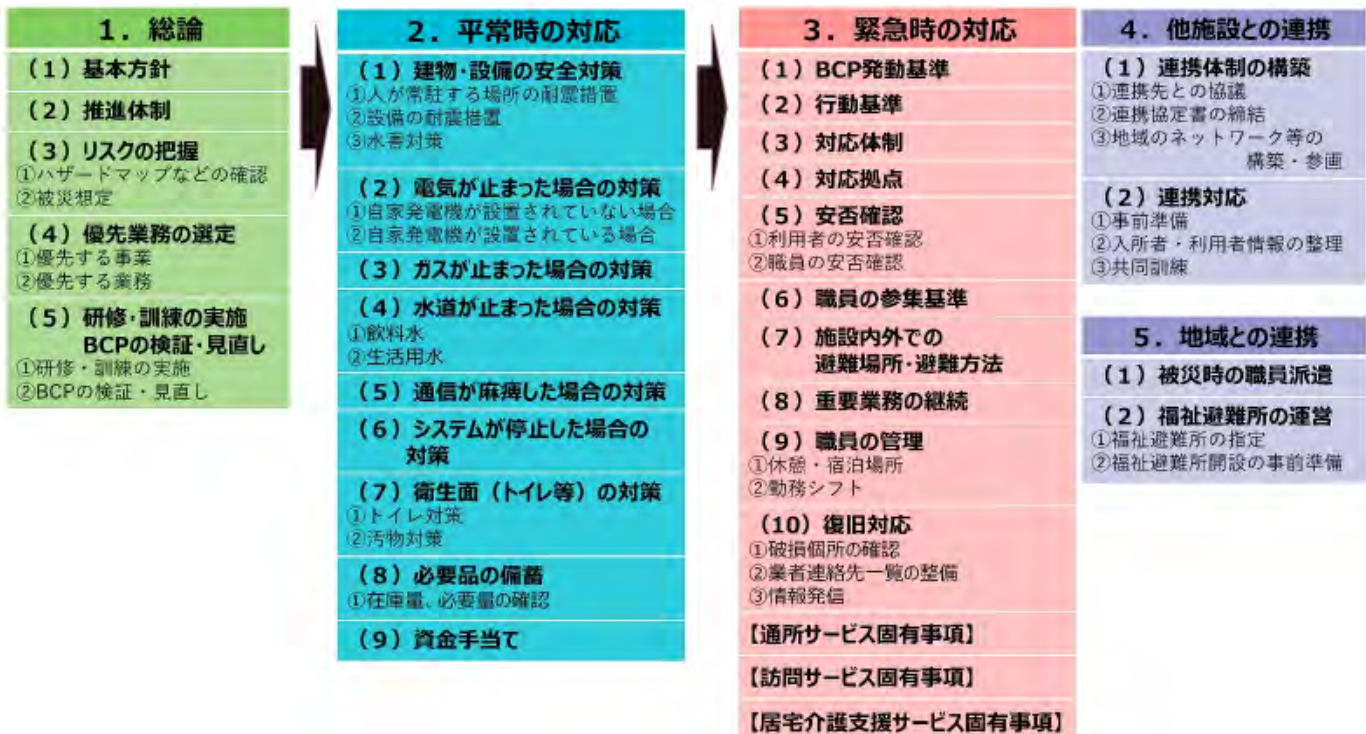 1．総論
（1）基本方針
（2）推進体制
（3）リスクの把握
①ハザードマップなどの確認
②被災想定
（4）優先業務の選定
①優先する事業
②優先する業務
（5）研修・訓練の実施
BCPの検証・見直し
①研修・訓練の実施
②BCPの検証・見直し
2．平常時の対応
（1）建物・設備の安全対策
①人が常駐する場所の耐震措置
②設備の耐震措置
③水害対策
（2）電気が止まった場合の対策
①自家発電機が設置されていない場合
②自家発電機が設置されている場合
（3）ガスが止まった場合の対策
（4）水道が止まった場合の対策
①飲料水
②生活用水
（5）通信が麻痺した場合の対策
（6）システムが停止した場合の
対策
（7）衛生面（トイレ等）の対策
①トイレ対策
②汚物対策
（8）必要品の備蓄
①在庫量、必要量の確認
（9）資金手当て
3．緊急時の対応
（1）BCP発動基準
（2）行動基準
（3）対応体制
（4）対応拠点
（5）安否確認
①利用者の安否確認
②職員の安否確認
（6）職員の参集基準
（7）施設内外での
避難場所・避難方法
（8）重要業務の継続
（9）職員の管理
①休憩・宿泊場所
②勤務シフト
（10）復旧対応
①破損個所の確認
②業者連絡先一覧の整備
③情報発信
【通所サービス固有事項】
【訪問サービス固有事項】
【居宅介護支援サービス固有事項】
4．他施設との連携
（1）連携体制の構築
①連携先との協議
②連携協定書の締結
③地域のネットワーク等の
構築・参画
（2）連携対応
①事前準備
②入所者・利用者情報の整理
③共同訓練
5．地域との連携
（1）被災時の職員派遣
（2）福祉避難所の運営
①福祉避難所の指定
②福祉避難所開設の事前準備